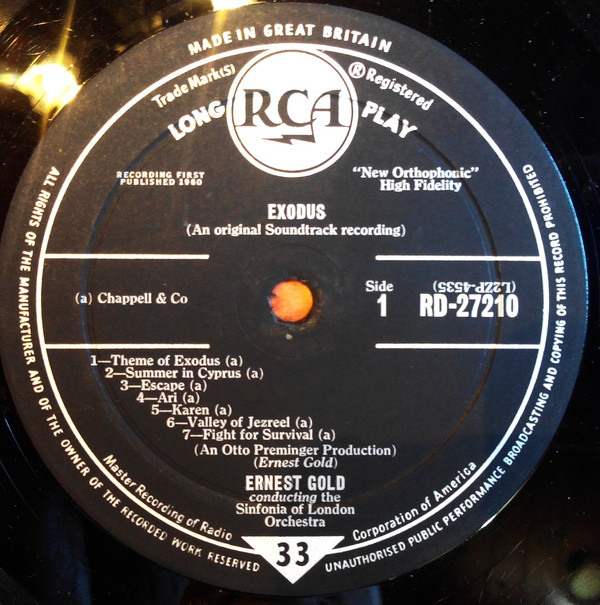 MADE IN GREAT BRITAIN
Trade Mark(S) ® Registered
LONG RCA PLAY
RECORDING FIRST
PUBLISHED 1960
"New Orthophonic"
High Fidelity
EXODUS
(An original Soundtrack recording)
(a) Chappell & Co
Side
1
(L2ZP-4535)
RD-27210
1—Theme of Exodus (a)
2—Summer in Cyprus (a)
3—Escape (a)
4—Ari (a)
5—Karen (a)
6—Valley of Jezreel (a)
7—Fight for Survival (a)
(An Otto Preminger Production)
(Ernest Gold)
ERNEST GOLD
conducting the
Sinfonia of London
Orchestra
Master Recording of Radio Corporation of America
33
ALL RIGHTS OF THE MANUFACTURER AND OF THE OWNER OF THE RECORDED WORK RESERVED
UNAUTHORISED PUBLIC PERFORMANCE BROADCASTING AND COPYING OF THIS RECORD PROHIBITED